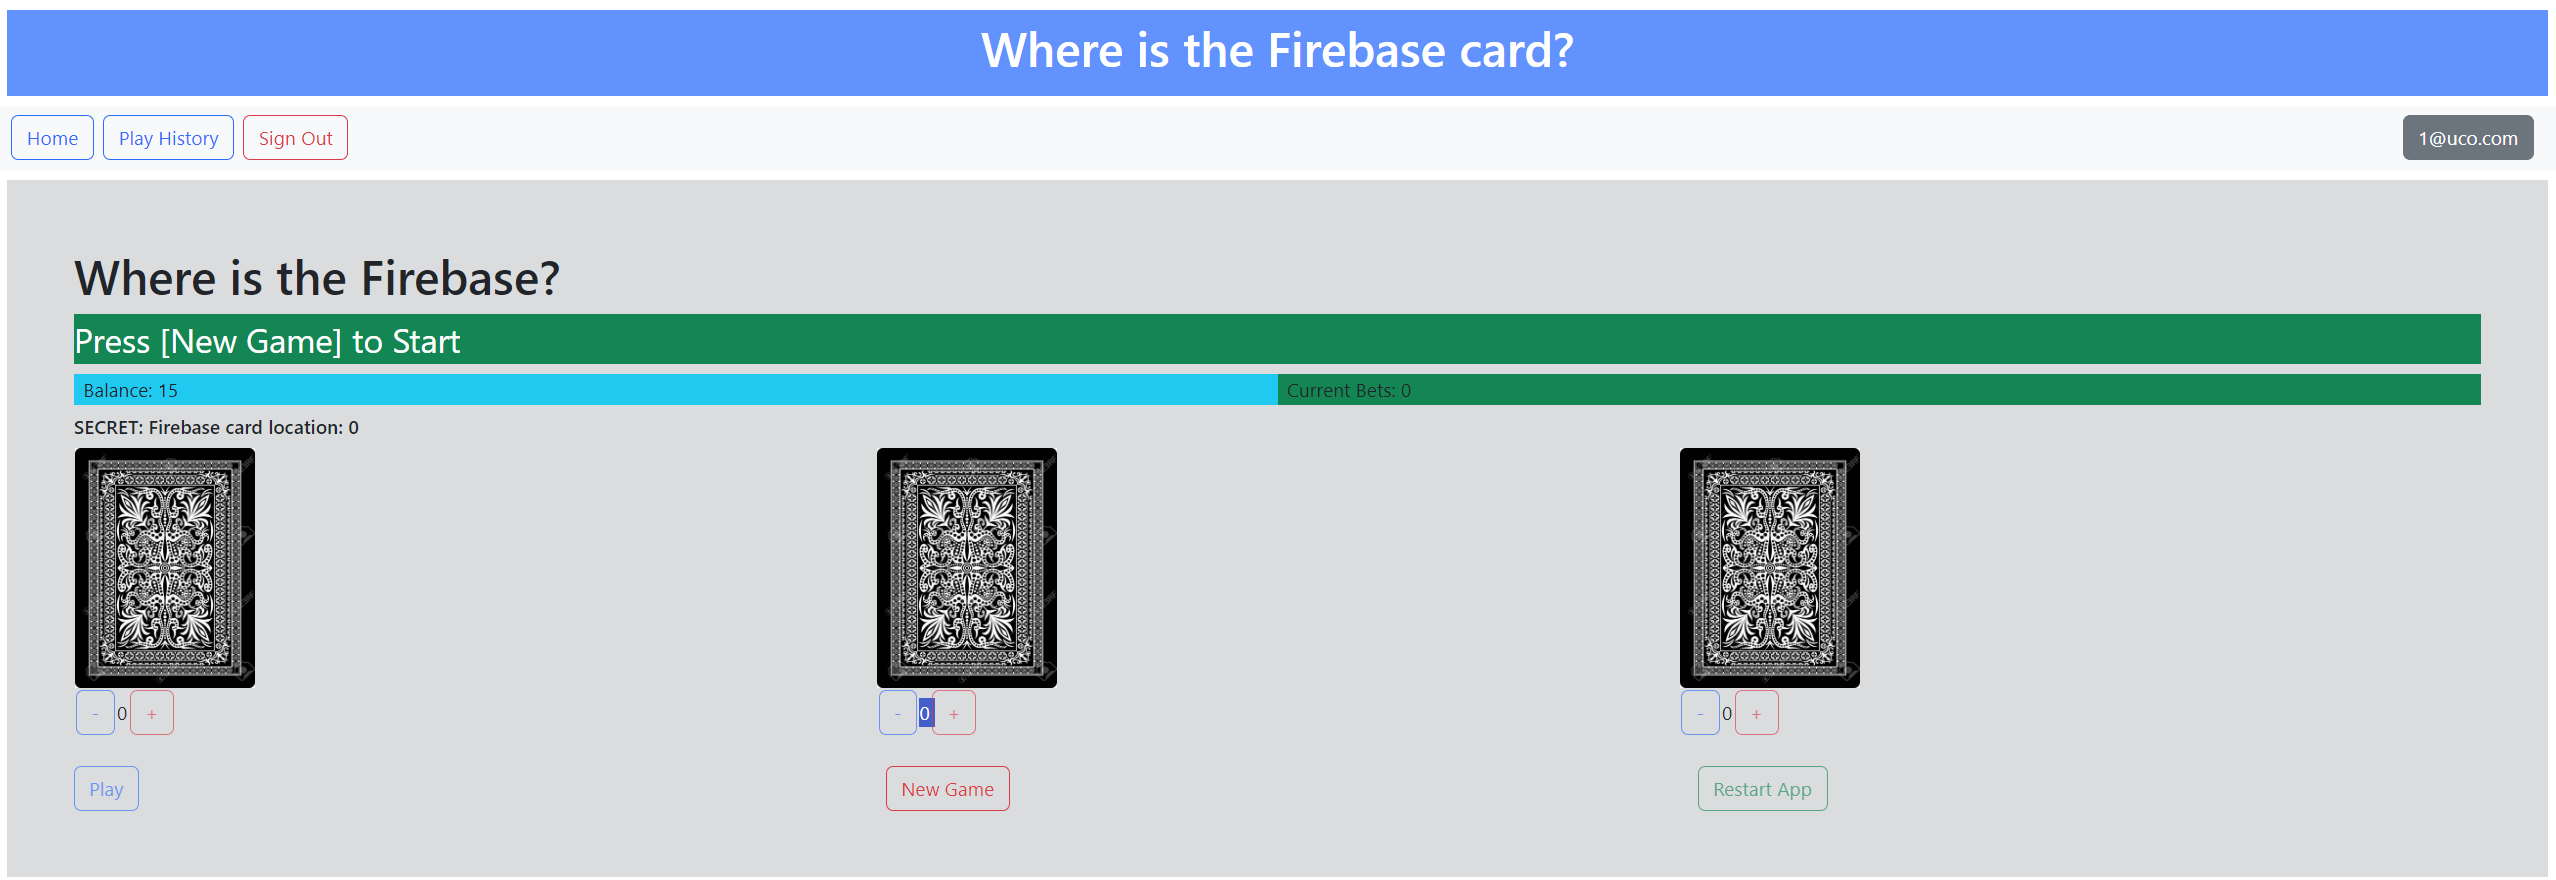 Where is the Firebase card?
Home Play History Sign Out 1@uco.com
Where is the Firebase?
Press [New Game] to Start
Balance: 15 Current Bets: 0
SECRET: Firebase card location: 0
- 0 + - 0 + - 0 +
Play New Game Restart App